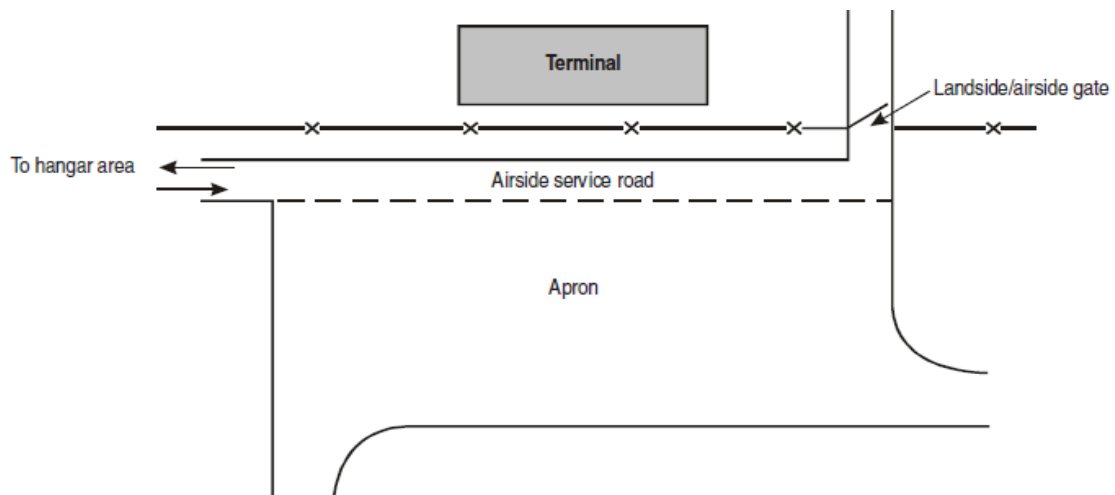 Terminal
Landside/airside gate
To hangar area
Airside service road
Apron